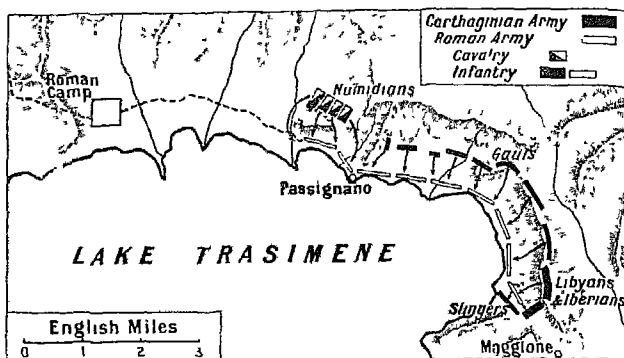 Carthaginian Army
Roman Army
Cavalry
Infantry
Roman
Camp
Numidians
Gauls
Passignano
LAKE TRASIMENE
Libyans
& Iberians
Slingers
Maggione
English Miles
0 1 2 3